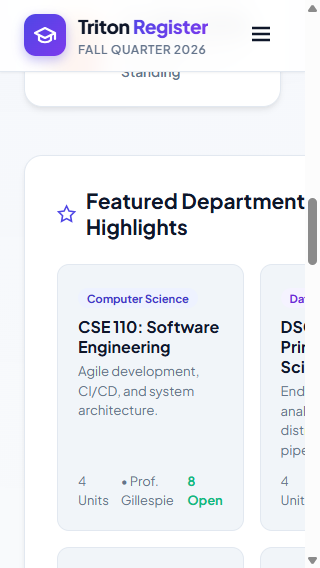 Triton Register
FALL QUARTER 2026
Standing
Featured Department
Highlights
Computer Science
CSE 110: Software
Engineering
Agile development,
CI/CD, and system
architecture.
4
Units
• Prof.
Gillespie
8
Open
4